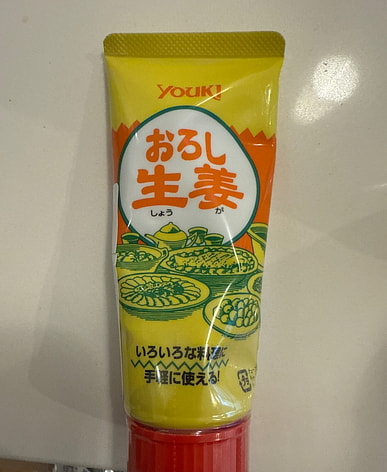 YOUKI
おろし
生姜
しょう が
いろいろな料理に
手軽に使える!